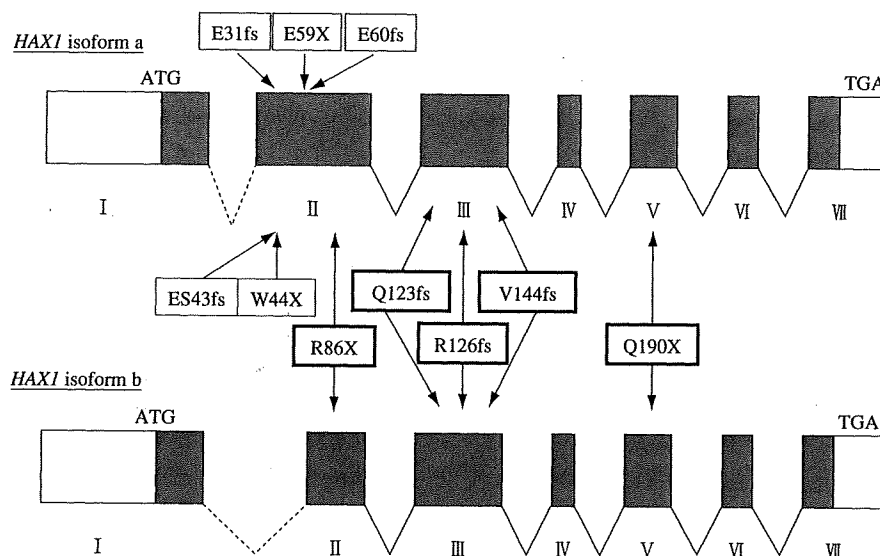 E31fs E59X E60fs
HAX1 isoform a
ATG TGA
I II III IV V VI VII
ES43fs W44X Q123fs V144fs
R86X R126fs Q190X
HAX1 isoform b
ATG TGA
I II III IV V VI VII